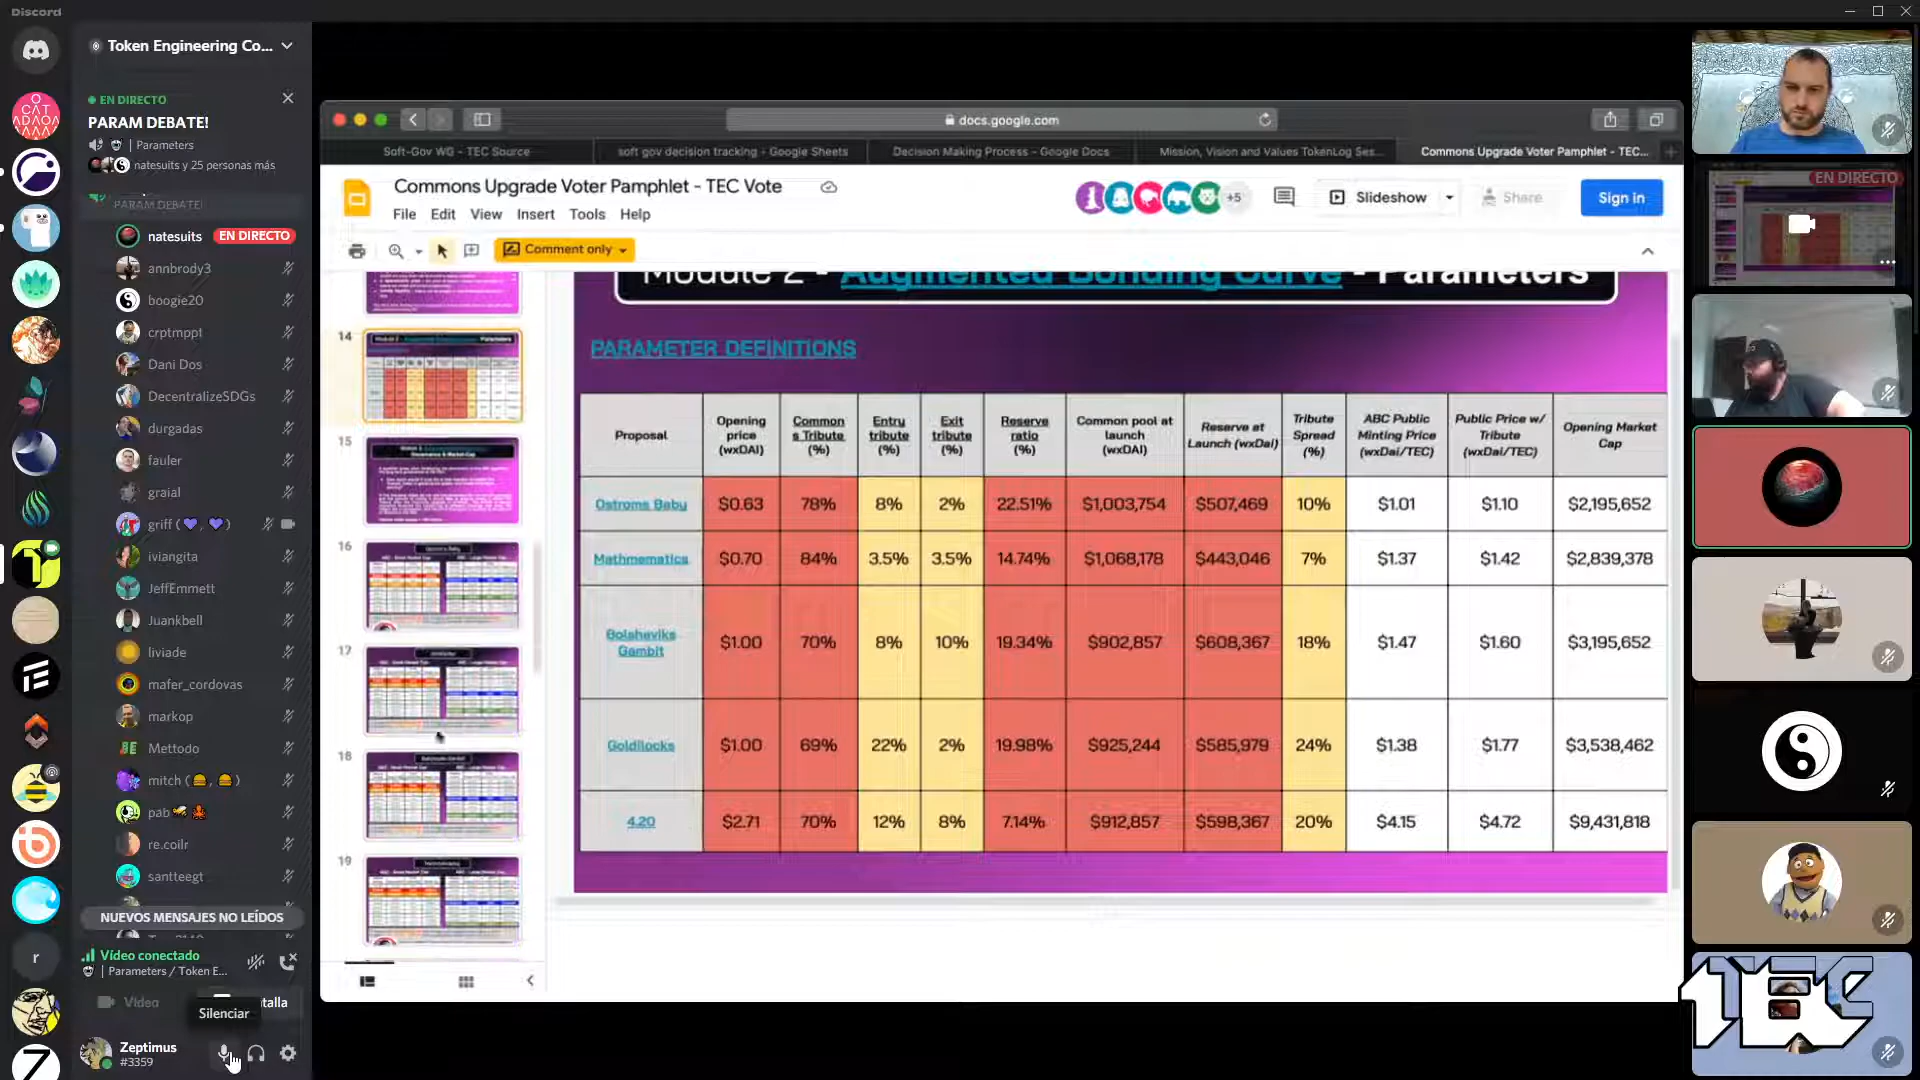 Discord
Token Engineering Co...
EN DIRECTO
PARAM DEBATE!
| Parameters
natesuits y 25 personas más
PARAM DEBATE!
natesuits EN DIRECTO
annbrody3
boogie20
crptmppt
Dani Dos
DecentralizeSDGs
durgadas
fauler
graial
griff (💜, 💜)
iviangita
JeffEmmett
Juankbell
liviade
mafer_cordovas
markop
Mettodo
mitch (🍔, 🍔)
pab 🐝 🐙
re.coilr
santteegt
NUEVOS MENSAJES NO LEÍDOS
Vídeo conectado
| Parameters / Token E...
Vídeo
talla
Silenciar
Zeptimus
#3359
r
docs.google.com
Soft-Gov WG - TEC Source
soft gov decision tracking - Google Sheets
Decision Making Process - Google Docs
Mission, Vision and Values TokenLog Ses...
Commons Upgrade Voter Pamphlet - TEC...
Commons Upgrade Voter Pamphlet - TEC Vote
File Edit View Insert Tools Help
+5
Slideshow
Share
Sign in
Comment only
14
15
16
17
18
19
Module 2 - Augmented Bonding Curve - Parameters
PARAMETER DEFINITIONS
Proposal
Opening price (wxDAI)
Commons Tribute (%)
Entry tribute (%)
Exit tribute (%)
Reserve ratio (%)
Common pool at launch (wxDAI)
Reserve at Launch (wxDai)
Tribute Spread (%)
ABC Public Minting Price (wxDai/TEC)
Public Price w/ Tribute (wxDai/TEC)
Opening Market Cap
Ostroms Baby $0.63 78% 8% 2% 22.51% $1,003,754 $507,469 10% $1.01 $1.10 $2,195,652
Mathmematica $0.70 84% 3.5% 3.5% 14.74% $1,068,178 $443,046 7% $1.37 $1.42 $2,839,378
Bolsheviks Gambit $1.00 70% 8% 10% 19.34% $902,857 $608,367 18% $1.47 $1.60 $3,195,652
Goldilocks $1.00 69% 22% 2% 19.98% $925,244 $585,979 24% $1.38 $1.77 $3,538,462
4.20 $2.71 70% 12% 8% 7.14% $912,857 $598,367 20% $4.15 $4.72 $9,431,818
EN DIRECTO
TEC